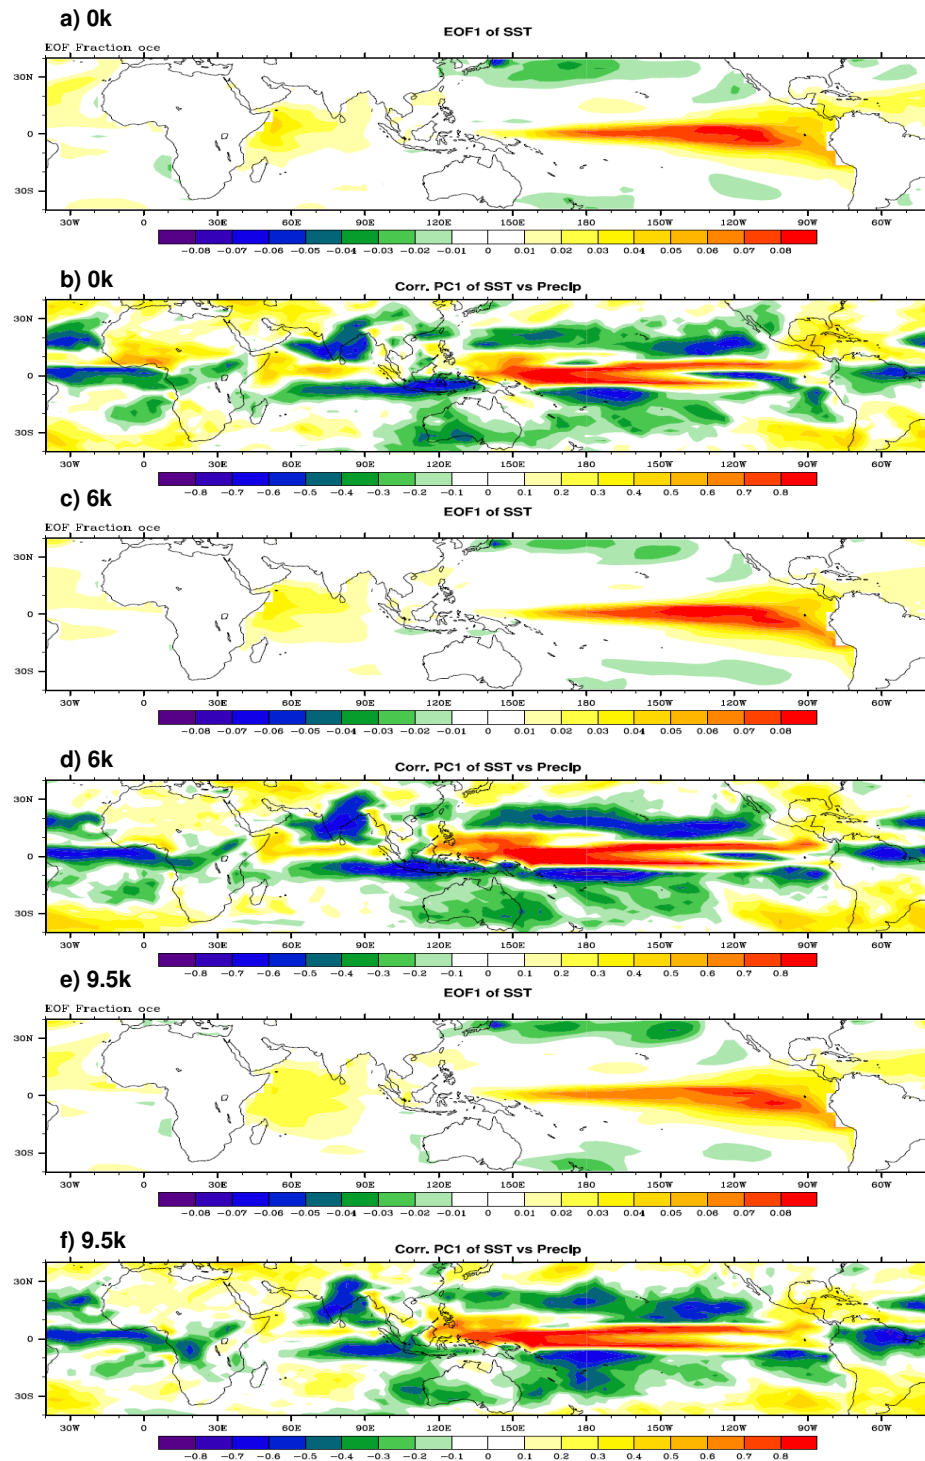 a) 0k
EOF1 of SST
EOF Fraction oce
30N
0
30S
30W 0 30E 60E 90E 120E 150E 180 150W 120W 90W 60W
−0.08 −0.07 −0.06 −0.05 −0.04 −0.03 −0.02 −0.01 0 0.01 0.02 0.03 0.04 0.05 0.06 0.07 0.08
b) 0k
Corr. PC1 of SST vs Precip
30N
0
30S
30W 0 30E 60E 90E 120E 150E 180 150W 120W 90W 60W
−0.8 −0.7 −0.6 −0.5 −0.4 −0.3 −0.2 −0.1 0 0.1 0.2 0.3 0.4 0.5 0.6 0.7 0.8
c) 6k
EOF1 of SST
EOF Fraction oce
30N
0
30S
30W 0 30E 60E 90E 120E 150E 180 150W 120W 90W 60W
−0.08 −0.07 −0.06 −0.05 −0.04 −0.03 −0.02 −0.01 0 0.01 0.02 0.03 0.04 0.05 0.06 0.07 0.08
d) 6k
Corr. PC1 of SST vs Precip
30N
0
30S
30W 0 30E 60E 90E 120E 150E 180 150W 120W 90W 60W
−0.8 −0.7 −0.6 −0.5 −0.4 −0.3 −0.2 −0.1 0 0.1 0.2 0.3 0.4 0.5 0.6 0.7 0.8
e) 9.5k
EOF1 of SST
EOF Fraction oce
30N
0
30S
30W 0 30E 60E 90E 120E 150E 180 150W 120W 90W 60W
−0.08 −0.07 −0.06 −0.05 −0.04 −0.03 −0.02 −0.01 0 0.01 0.02 0.03 0.04 0.05 0.06 0.07 0.08
f) 9.5k
Corr. PC1 of SST vs Precip
30N
0
30S
30W 0 30E 60E 90E 120E 150E 180 150W 120W 90W 60W
−0.8 −0.7 −0.6 −0.5 −0.4 −0.3 −0.2 −0.1 0 0.1 0.2 0.3 0.4 0.5 0.6 0.7 0.8